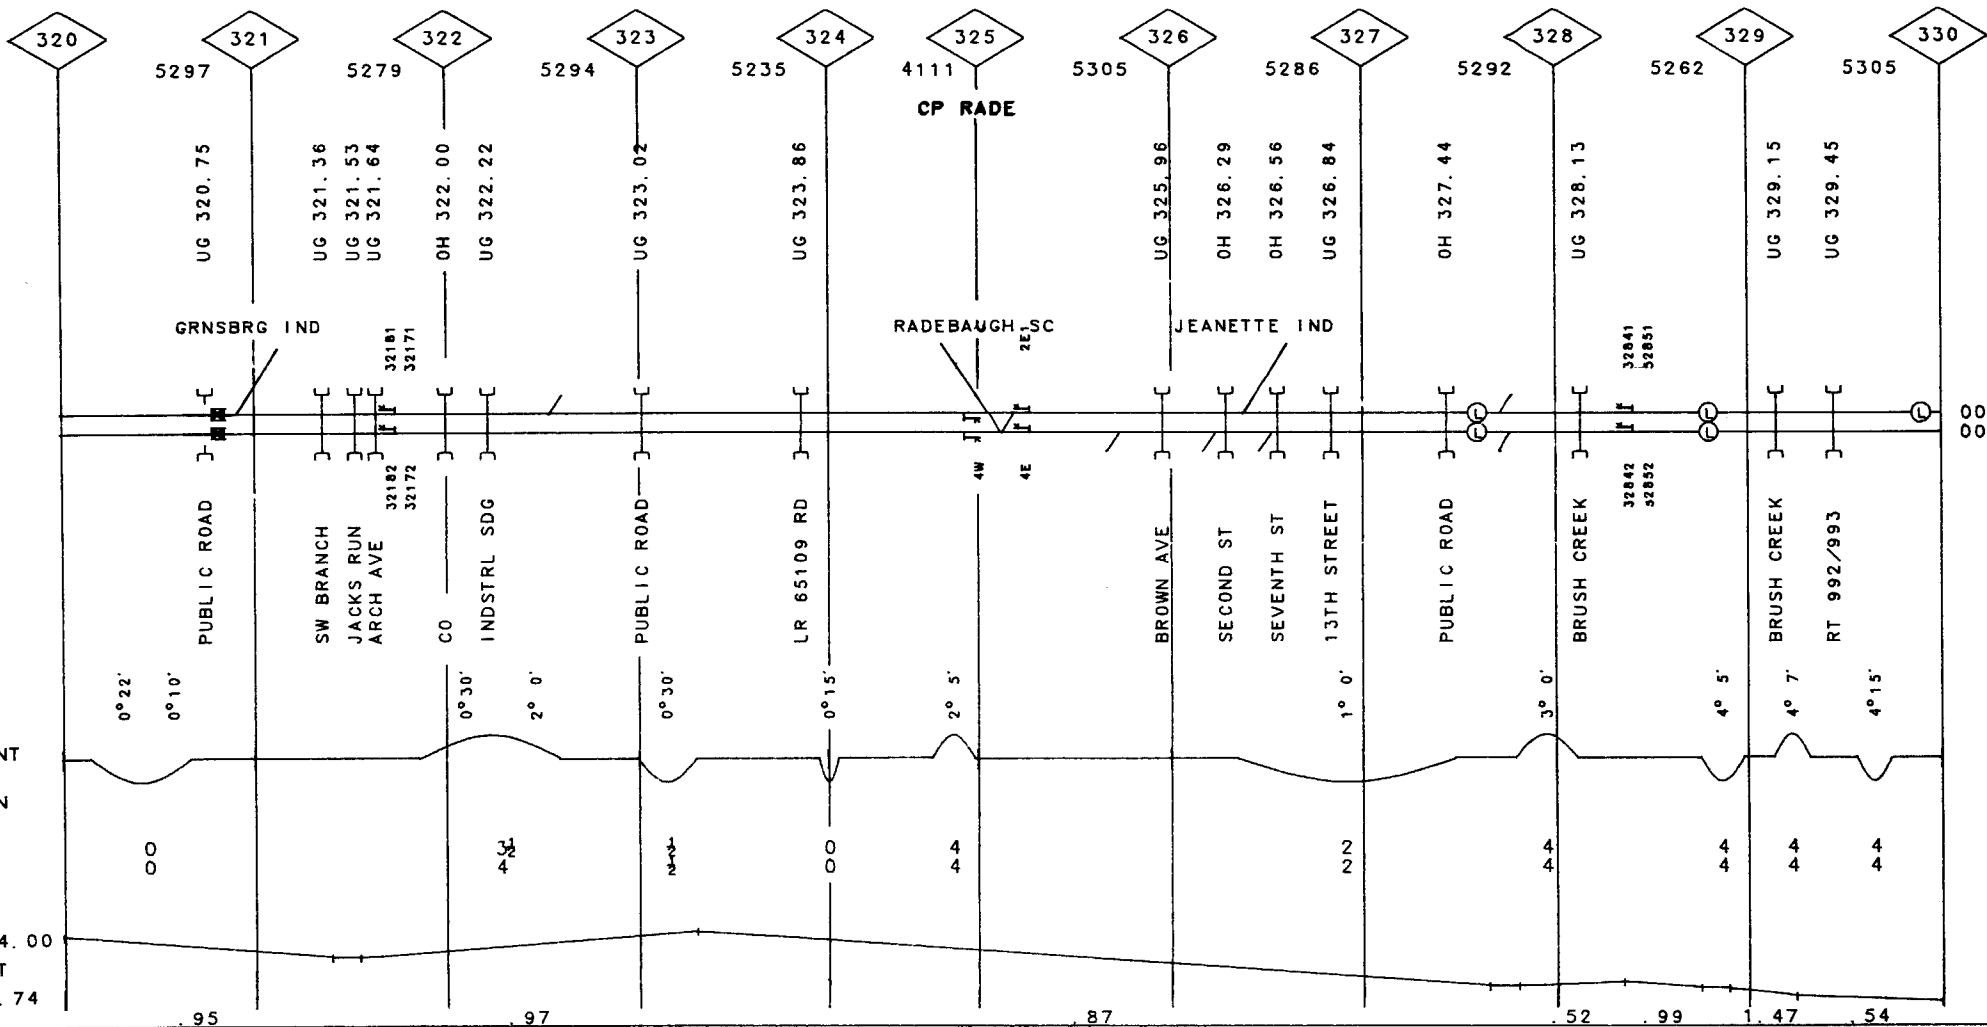 320 321 322 323 324 325 326 327 328 329 330
5297 5279 5294 5235 4111 5305 5286 5292 5262 5305
CP RADE
UG 320.75
UG 321.36
UG 321.53
UG 321.64
OH 322.00
UG 322.22
UG 323.02
UG 323.86
UG 325.96
OH 326.29
OH 326.56
UG 326.84
OH 327.44
UG 328.13
UG 329.15
UG 329.45
GRNSBRG IND
RADEBAUGH SC
JEANETTE IND
32181
32171
2E
32841
52851
L L L
00
L L
00
32182
32172
4W
4E
32842
52852
PUBLIC ROAD
SW BRANCH
JACKS RUN
ARCH AVE
CO
INDSTRL SDG
PUBLIC ROAD
LR 65109 RD
BROWN AVE
SECOND ST
SEVENTH ST
13TH STREET
PUBLIC ROAD
BRUSH CREEK
BRUSH CREEK
RT 992/993
0°22' 0°10' 0°30' 2° 0' 0°30' 0°15' 2° 5' 1° 0' 3° 0' 4° 5' 4° 7' 4°15'
NT
N
0 3½ ½ 0 4 2 4 4 4 4
0 4 ½ 0 4 2 4 4 4 4
4.00
T
.74
.95 .97 .87 .52 .99 1.47 .54